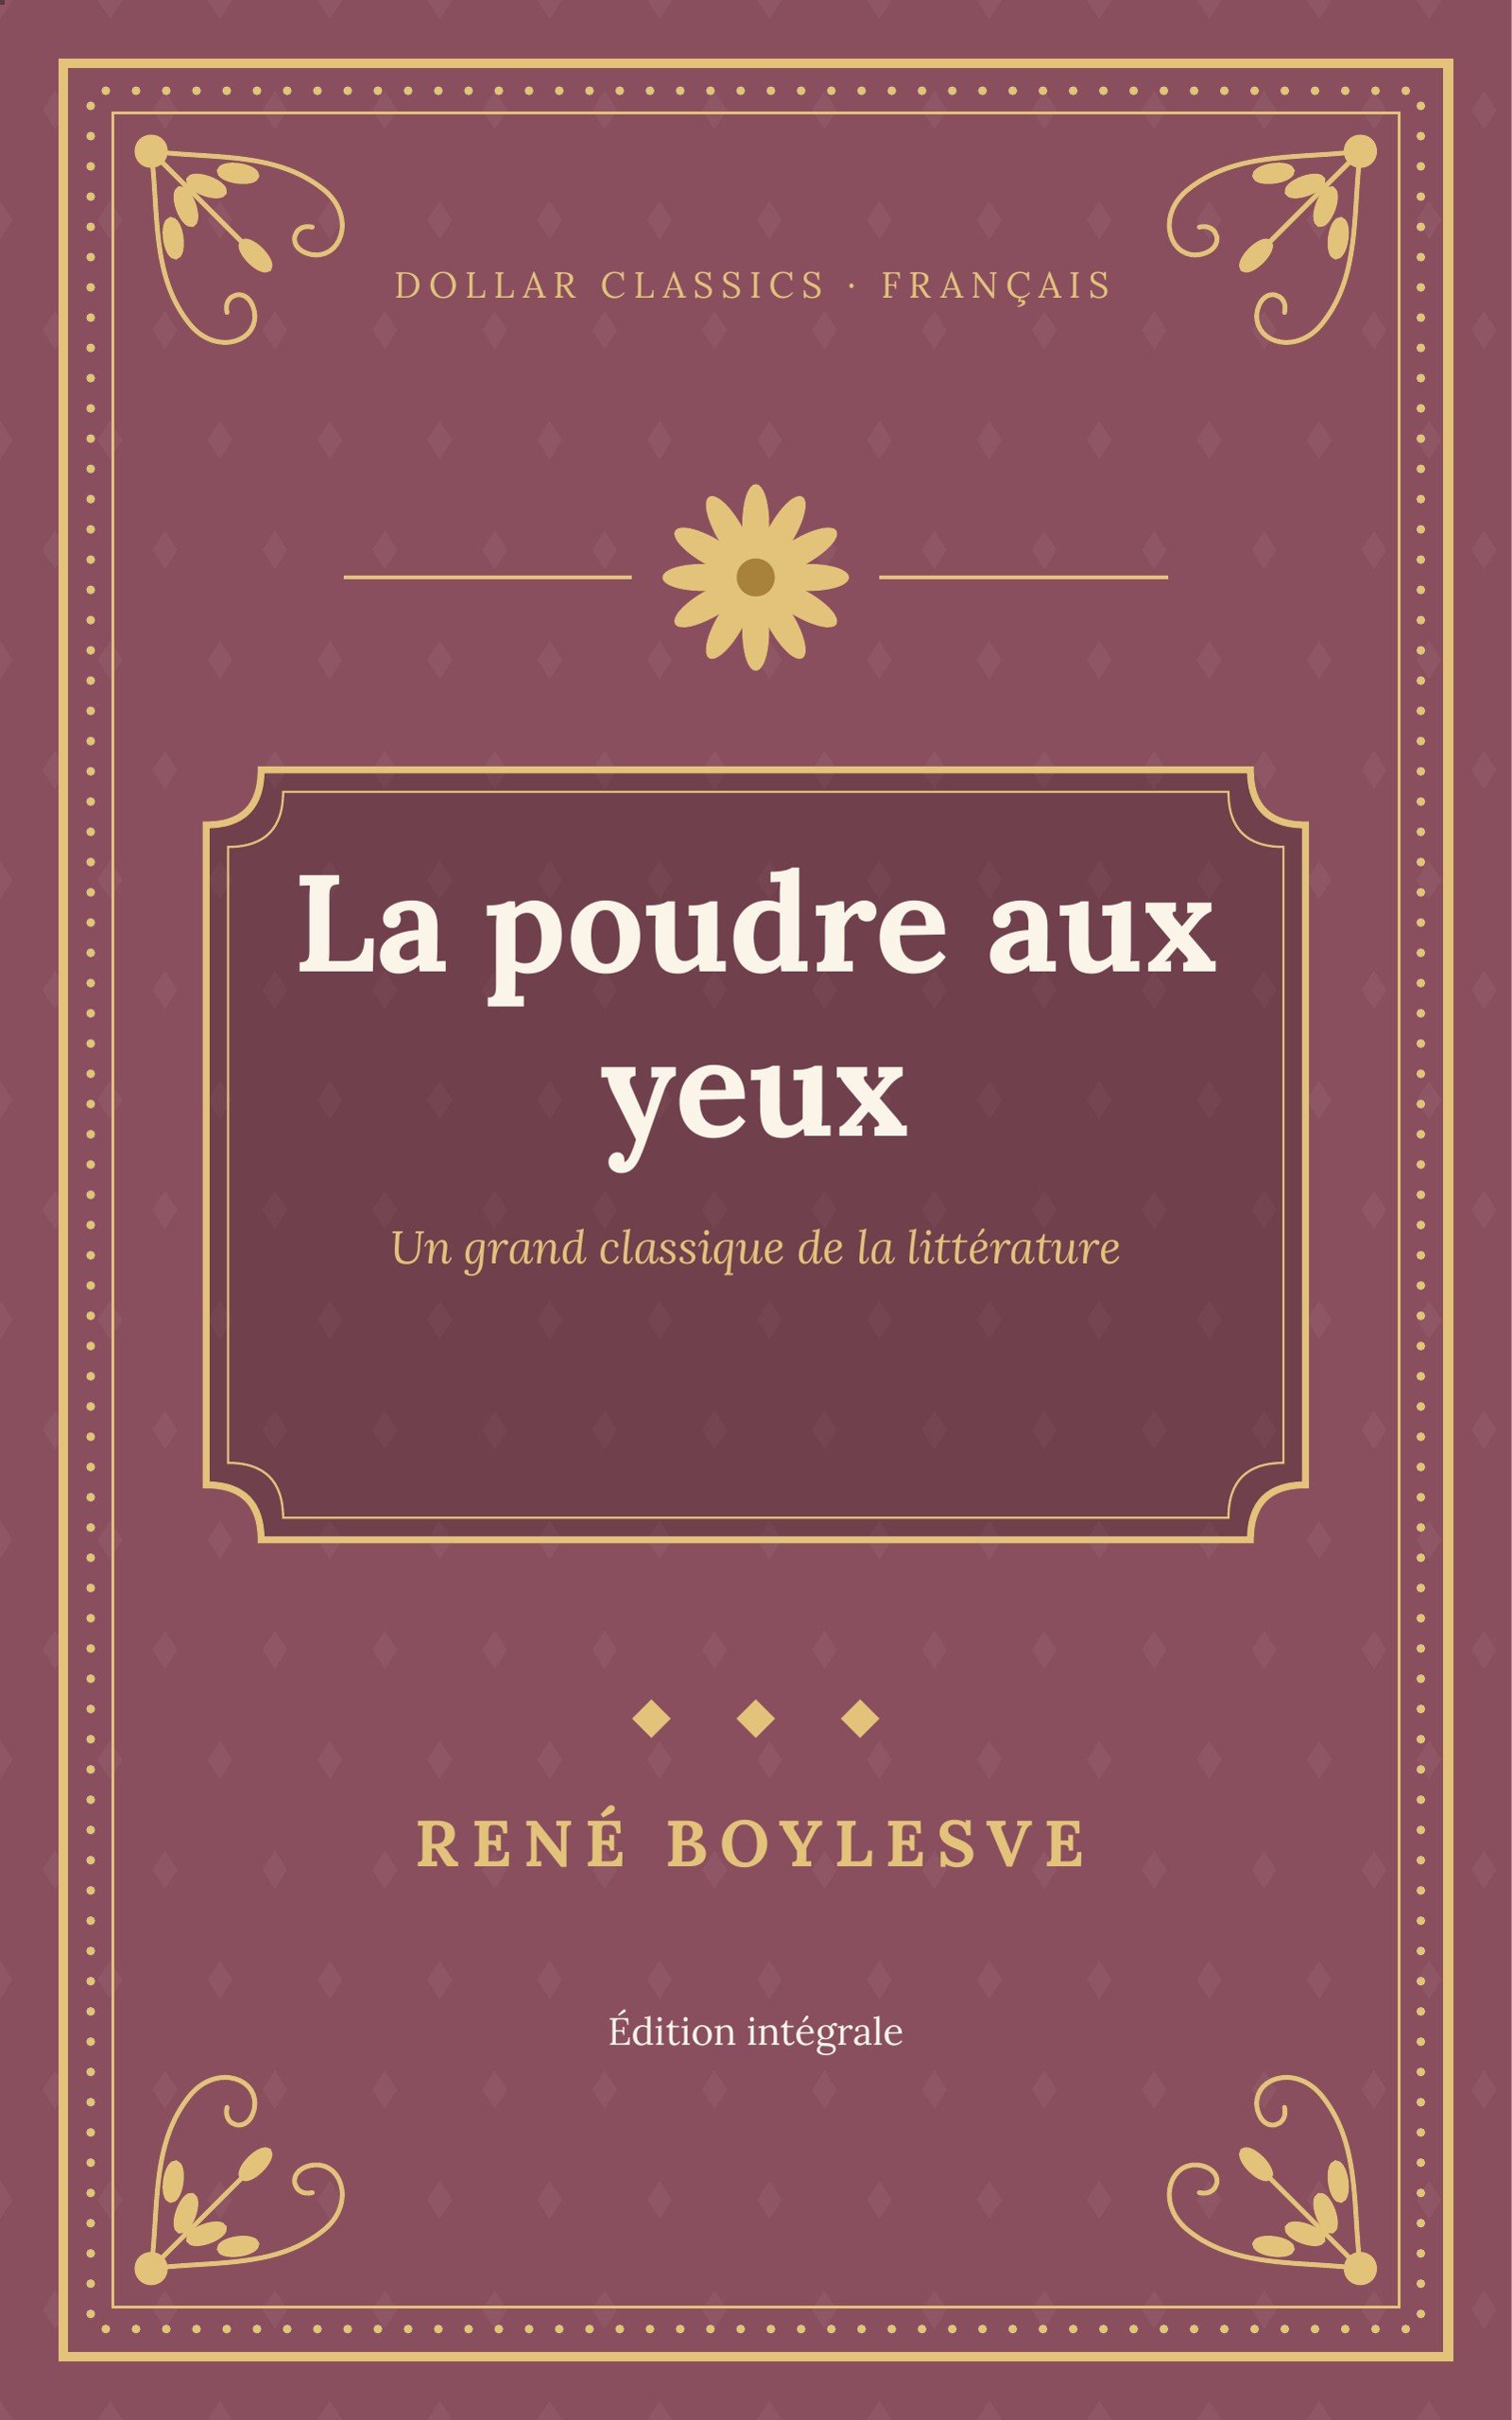 DOLLAR CLASSICS · FRANÇAIS
La poudre aux
yeux
Un grand classique de la littérature
RENÉ BOYLESVE
Édition intégrale